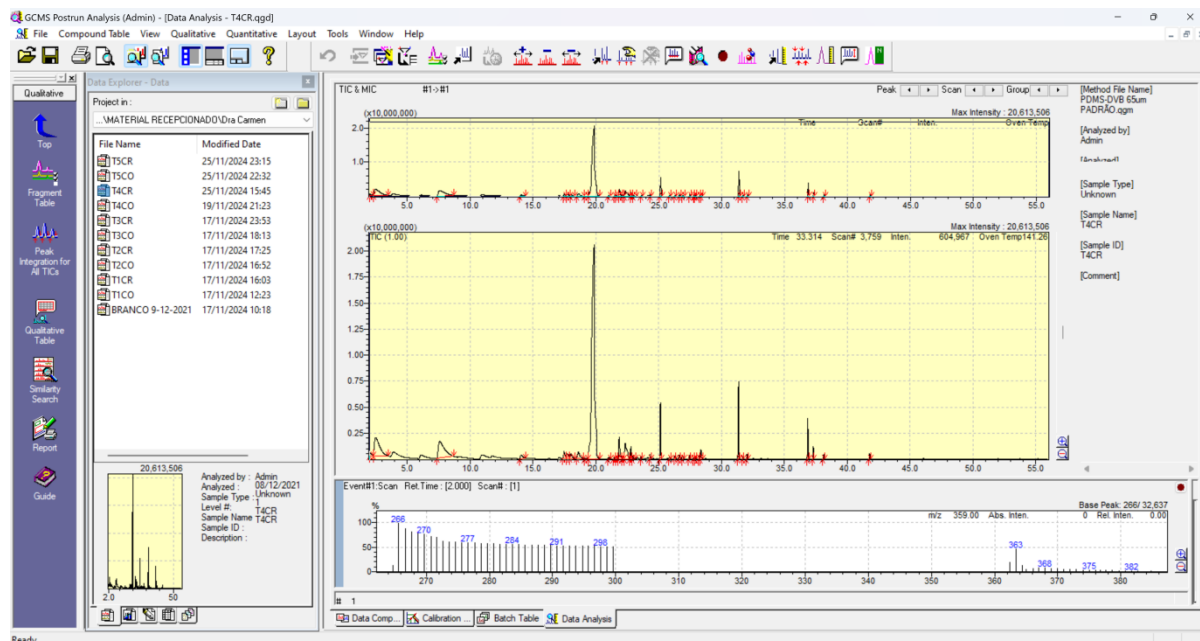 GCMS Postrun Analysis (Admin) - [Data Analysis - T4CR.qgd]
File Compound Table View Qualitative Quantitative Layout Tools Window Help
Qualitative
Top
Fragment
Table
Peak
Integration for
All TICs
Qualitative
Table
Similarity
Search
Report
Guide
Data Explorer - Data
Project in :
...\MATERIAL RECEPCIONADO\Dra Carmen
File Name Modified Date
T5CR 25/11/2024 23:15
T5CO 25/11/2024 22:32
T4CR 25/11/2024 15:45
T4CO 19/11/2024 21:23
T3CR 17/11/2024 23:53
T3CO 17/11/2024 18:13
T2CR 17/11/2024 17:25
T2CO 17/11/2024 16:52
T1CR 17/11/2024 16:03
T1CO 17/11/2024 12:23
BRANCO 9-12-2021 17/11/2024 10:18
20,613,506
2.0 50
Analyzed by : Admin
Analyzed : 08/12/2021
Sample Type : Unknown
Level #: 1
Sample Name T4CR
Sample ID : T4CR
Description :
TIC & MIC #1->#1 Peak Scan Group
(x10,000,000) Max Intensity : 20,613,506
Time Scan# Inten. Oven Temp
2.0
1.0
5.0 10.0 15.0 20.0 25.0 30.0 35.0 40.0 45.0 50.0 55.0
(x10,000,000) Max Intensity : 20,613,506
TIC (1.00) Time 33.314 Scan# 3,759 Inten. 604,967 Oven Temp 141.26
2.00
1.75
1.50
1.25
1.00
0.75
0.50
0.25
5.0 10.0 15.0 20.0 25.0 30.0 35.0 40.0 45.0 50.0 55.0
Event#1:Scan Ret.Time : [2.000] Scan# : [1]
Base Peak: 266/ 32,637
% m/z 359.00 Abs. Inten. 0 Rel. Inten. 0.00
100
50
0
266 270 277 284 291 298 363 368 375 382
270 280 290 300 310 320 330 340 350 360 370 380
# 1
Data Comp... Calibration ... Batch Table Data Analysis
[Method File Name]
PDMS-DVB 65um
PADRÃO.qgm
[Analyzed by]
Admin
[Analyzed]
[Sample Type]
Unknown
[Sample Name]
T4CR
[Sample ID]
T4CR
[Comment]
Ready